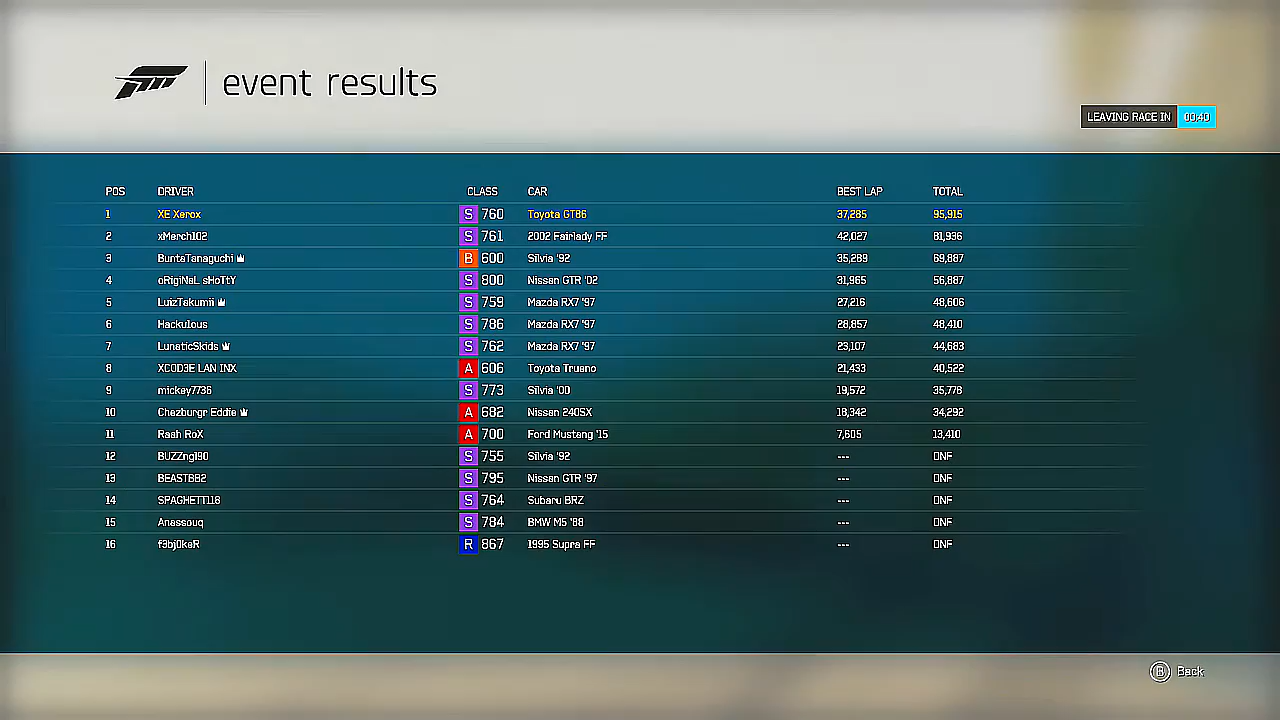 event results
LEAVING RACE IN 00:40
POS DRIVER CLASS CAR BEST LAP TOTAL
1 XE Xerox S 760 Toyota GT86 37,285 95,915
2 xMarch102 S 761 2002 Fairlady FF 42,027 81,936
3 BuntaTanaguchi B 600 Silvia '92 35,289 69,887
4 oRigiNaL sHoTtY S 800 Nissan GTR '02 31,965 56,887
5 LuizTakumii S 759 Mazda RX7 '97 27,216 48,606
6 Hackulous S 786 Mazda RX7 '97 28,857 48,410
7 LunaticSkids S 762 Mazda RX7 '97 23,107 44,683
8 XCOD3E LAN INX A 606 Toyota Trueno 21,433 40,522
9 mickey7736 S 773 Silvia '00 19,572 35,778
10 Chezburgr Eddie A 682 Nissan 240SX 18,342 34,292
11 Raah RoX A 700 Ford Mustang '15 7,605 13,410
12 BUZZng190 S 755 Silvia '92 --- DNF
13 BEAST882 S 795 Nissan GTR '97 --- DNF
14 SPAGHETT118 S 764 Subaru BRZ --- DNF
15 Anassouq S 784 BMW M5 '88 --- DNF
16 f3bj0kaR R 867 1995 Supra FF --- DNF
B Back